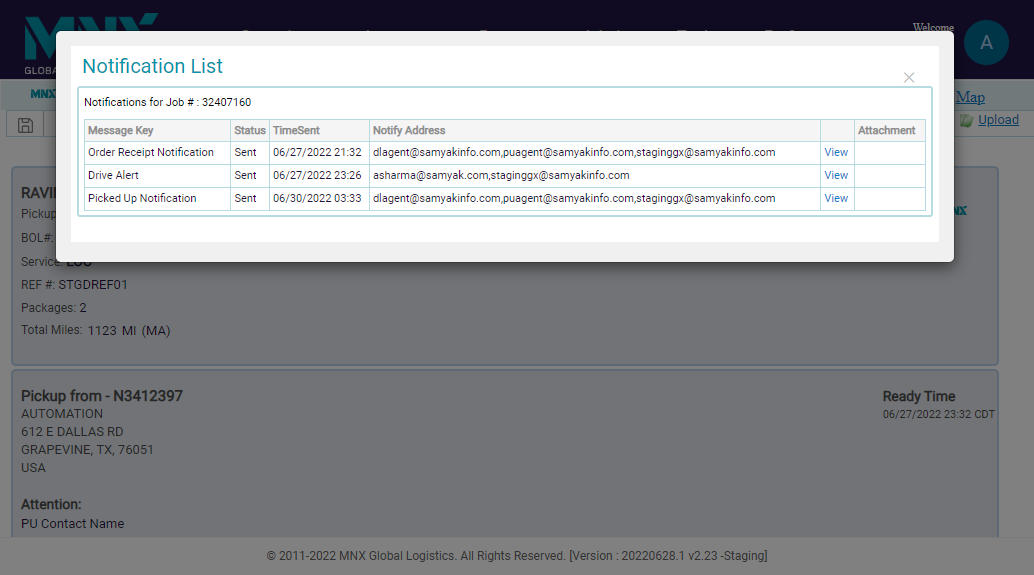 MNX
GLOBA
Welcome
A
MNX
Map
Upload
Notification List
Notifications for Job # : 32407160
Message Key Status TimeSent Notify Address Attachment
Order Receipt Notification Sent 06/27/2022 21:32 dlagent@samyakinfo.com,puagent@samyakinfo.com,staginggx@samyakinfo.com View
Drive Alert Sent 06/27/2022 23:26 asharma@samyak.com,staginggx@samyakinfo.com View
Picked Up Notification Sent 06/30/2022 03:33 dlagent@samyakinfo.com,puagent@samyakinfo.com,staginggx@samyakinfo.com View
RAVI
Pickup
BOL#:
Service: LOC
REF #: STGDREF01
Packages: 2
Total Miles: 1123 MI (MA)
Pickup from - N3412397 Ready Time
AUTOMATION 06/27/2022 23:32 CDT
612 E DALLAS RD
GRAPEVINE, TX, 76051
USA
Attention:
PU Contact Name
© 2011-2022 MNX Global Logistics. All Rights Reserved. [Version : 20220628.1 v2.23 -Staging]